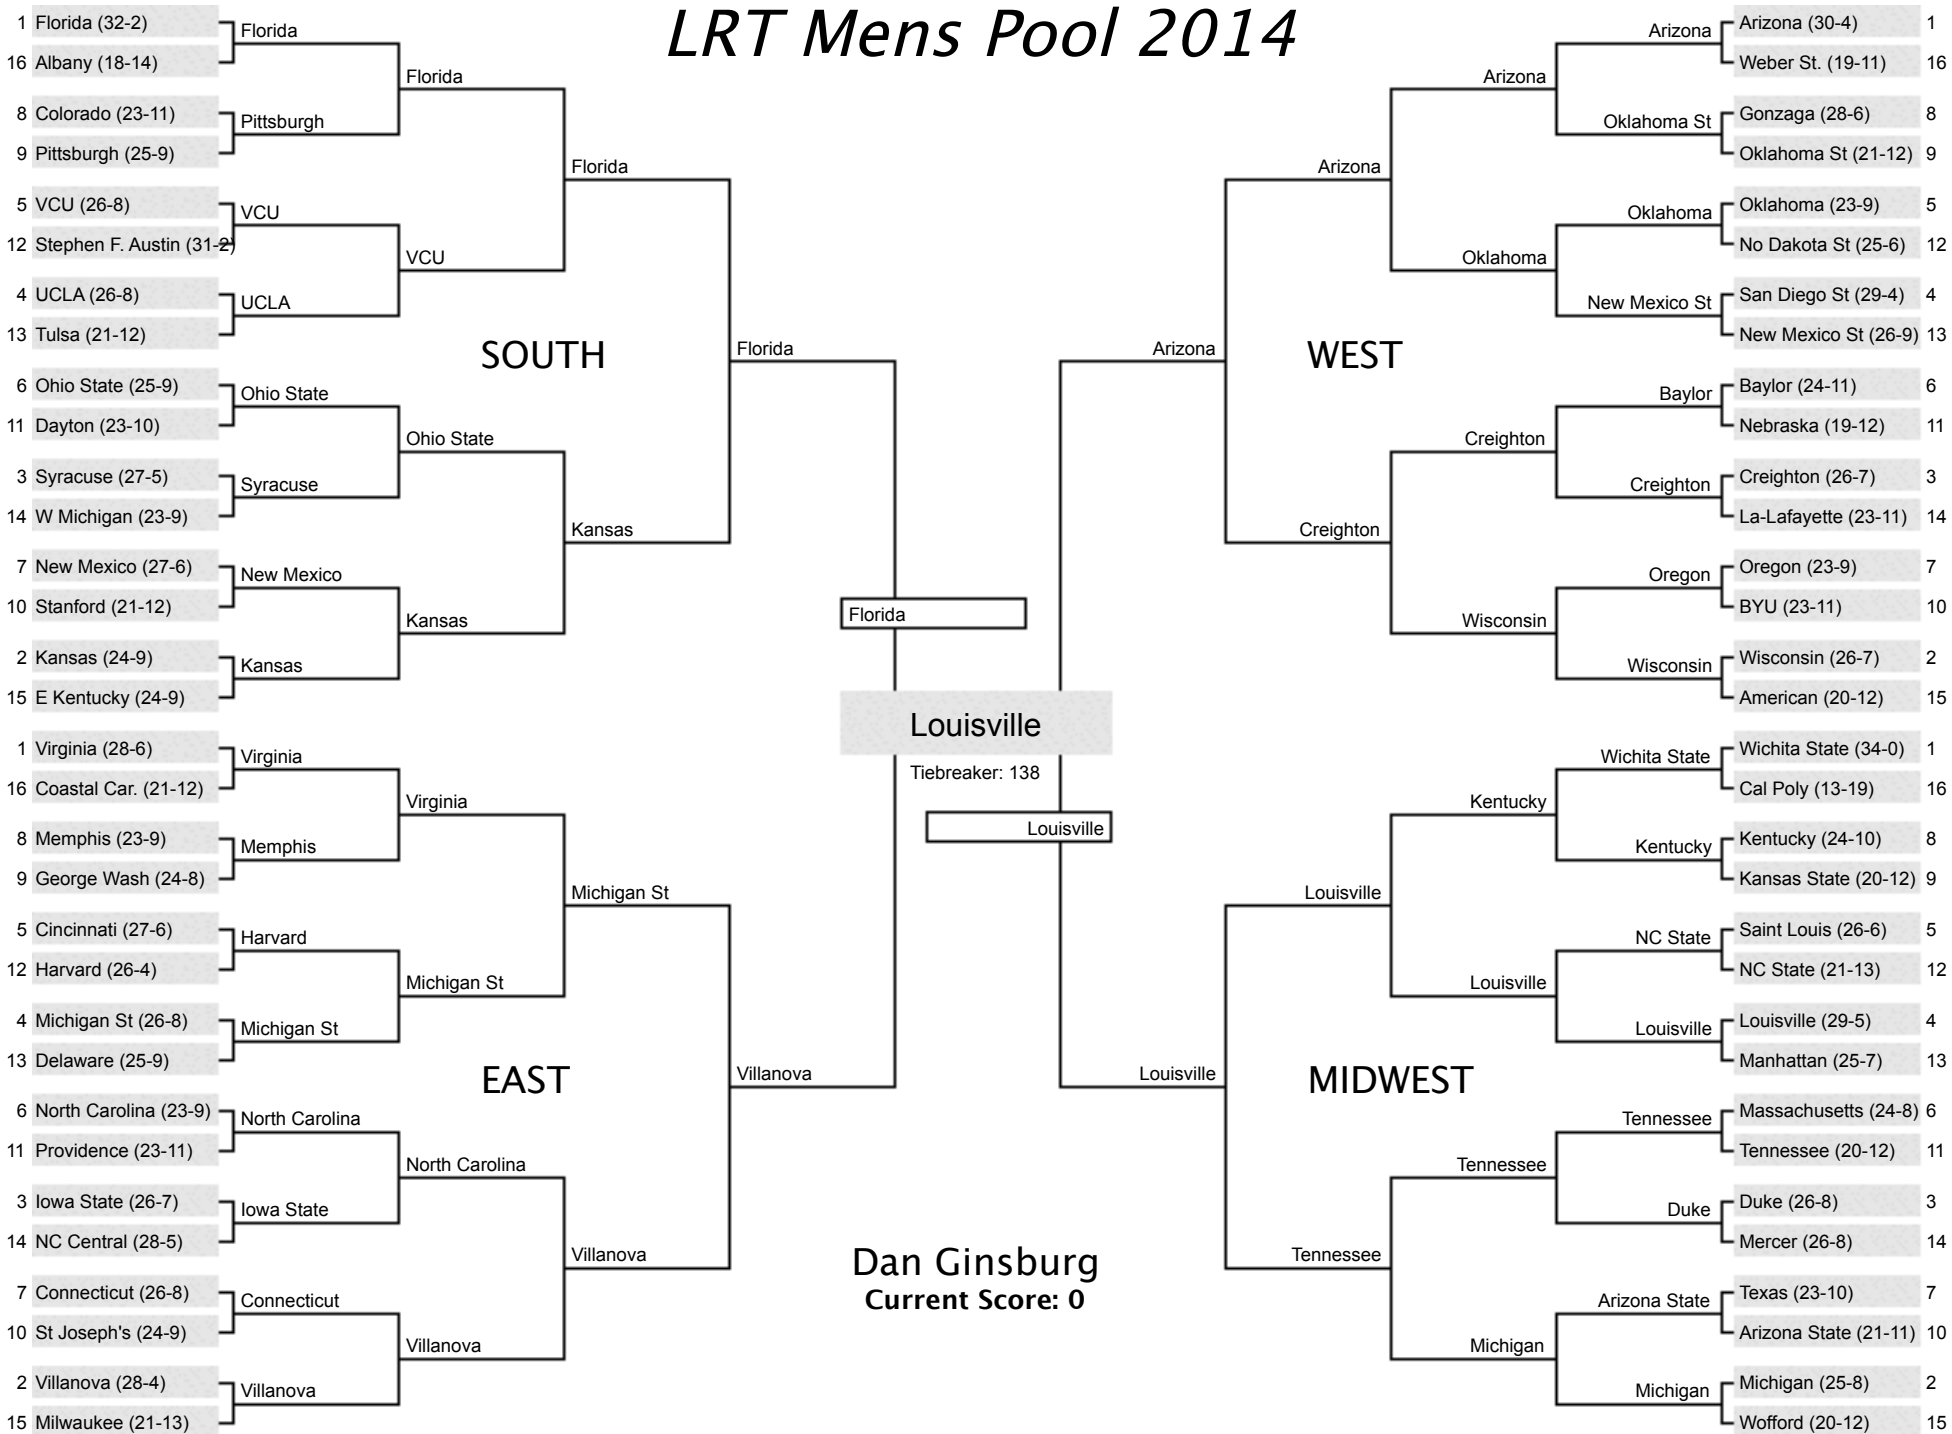 LRT Mens Pool 2014
1 Florida (32-2)
16 Albany (18-14)
8 Colorado (23-11)
9 Pittsburgh (25-9)
5 VCU (26-8)
12 Stephen F. Austin (31-2)
4 UCLA (26-8)
13 Tulsa (21-12)
6 Ohio State (25-9)
11 Dayton (23-10)
3 Syracuse (27-5)
14 W Michigan (23-9)
7 New Mexico (27-6)
10 Stanford (21-12)
2 Kansas (24-9)
15 E Kentucky (24-9)
Florida
Pittsburgh
VCU
UCLA
Ohio State
Syracuse
New Mexico
Kansas
Florida
VCU
Ohio State
Kansas
Florida
Kansas
Florida
SOUTH
1 Virginia (28-6)
16 Coastal Car. (21-12)
8 Memphis (23-9)
9 George Wash (24-8)
5 Cincinnati (27-6)
12 Harvard (26-4)
4 Michigan St (26-8)
13 Delaware (25-9)
6 North Carolina (23-9)
11 Providence (23-11)
3 Iowa State (26-7)
14 NC Central (28-5)
7 Connecticut (26-8)
10 St Joseph's (24-9)
2 Villanova (28-4)
15 Milwaukee (21-13)
Virginia
Memphis
Harvard
Michigan St
North Carolina
Iowa State
Connecticut
Villanova
Virginia
Michigan St
North Carolina
Villanova
Michigan St
Villanova
Villanova
EAST
Florida
Louisville
Tiebreaker: 138
Louisville
Dan Ginsburg
Current Score: 0
Arizona (30-4) 1
Weber St. (19-11) 16
Gonzaga (28-6) 8
Oklahoma St (21-12) 9
Oklahoma (23-9) 5
No Dakota St (25-6) 12
San Diego St (29-4) 4
New Mexico St (26-9) 13
Baylor (24-11) 6
Nebraska (19-12) 11
Creighton (26-7) 3
La-Lafayette (23-11) 14
Oregon (23-9) 7
BYU (23-11) 10
Wisconsin (26-7) 2
American (20-12) 15
Arizona
Oklahoma St
Oklahoma
New Mexico St
Baylor
Creighton
Oregon
Wisconsin
Arizona
Oklahoma
Creighton
Wisconsin
Arizona
Creighton
Arizona
WEST
Wichita State (34-0) 1
Cal Poly (13-19) 16
Kentucky (24-10) 8
Kansas State (20-12) 9
Saint Louis (26-6) 5
NC State (21-13) 12
Louisville (29-5) 4
Manhattan (25-7) 13
Massachusetts (24-8) 6
Tennessee (20-12) 11
Duke (26-8) 3
Mercer (26-8) 14
Texas (23-10) 7
Arizona State (21-11) 10
Michigan (25-8) 2
Wofford (20-12) 15
Wichita State
Kentucky
NC State
Louisville
Tennessee
Duke
Arizona State
Michigan
Kentucky
Louisville
Tennessee
Michigan
Louisville
Tennessee
Louisville
MIDWEST